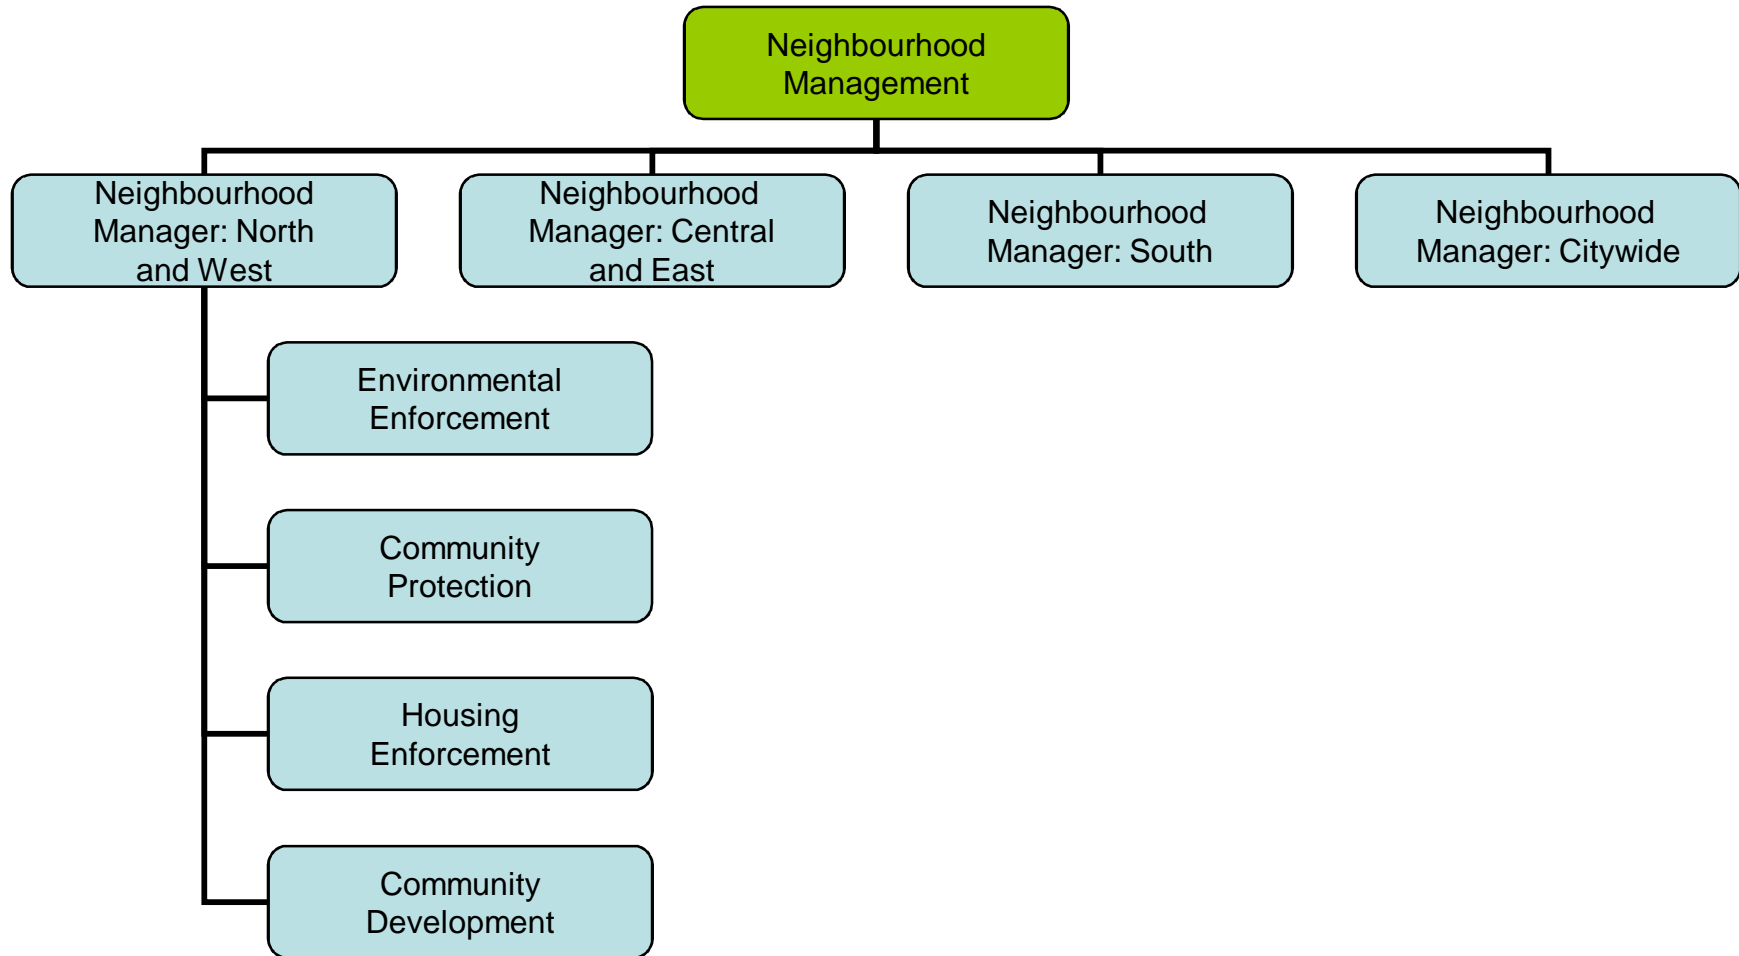 Neighbourhood
Management
Neighbourhood
Manager: North
and West
Neighbourhood
Manager: Central
and East
Neighbourhood
Manager: South
Neighbourhood
Manager: Citywide
Environmental
Enforcement
Community
Protection
Housing
Enforcement
Community
Development